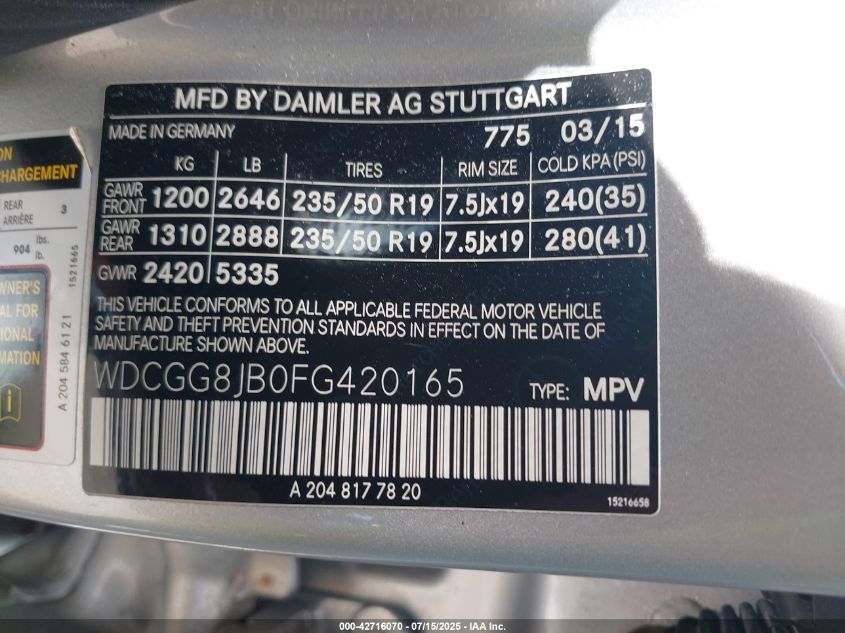 MFD BY DAIMLER AG STUTTGART
MADE IN GERMANY 775 03/15
KG LB TIRES RIM SIZE COLD KPA (PSI)
GAWR FRONT 1200 2646 235/50 R19 7.5Jx19 240(35)
GAWR REAR 1310 2888 235/50 R19 7.5Jx19 280(41)
GVWR 2420 5335
THIS VEHICLE CONFORMS TO ALL APPLICABLE FEDERAL MOTOR VEHICLE
SAFETY AND THEFT PREVENTION STANDARDS IN EFFECT ON THE DATE OF
MANUFACTURE SHOWN ABOVE.
WDCGG8JB0FG420165 TYPE: MPV
A 204 817 78 20
15216658
ON
CHARGEMENT
REAR
ARRIÈRE 3
904 lbs.
lb.
1521665
A 204 584 61 21
000-42716070 - 07/15/2025 - IAA Inc.